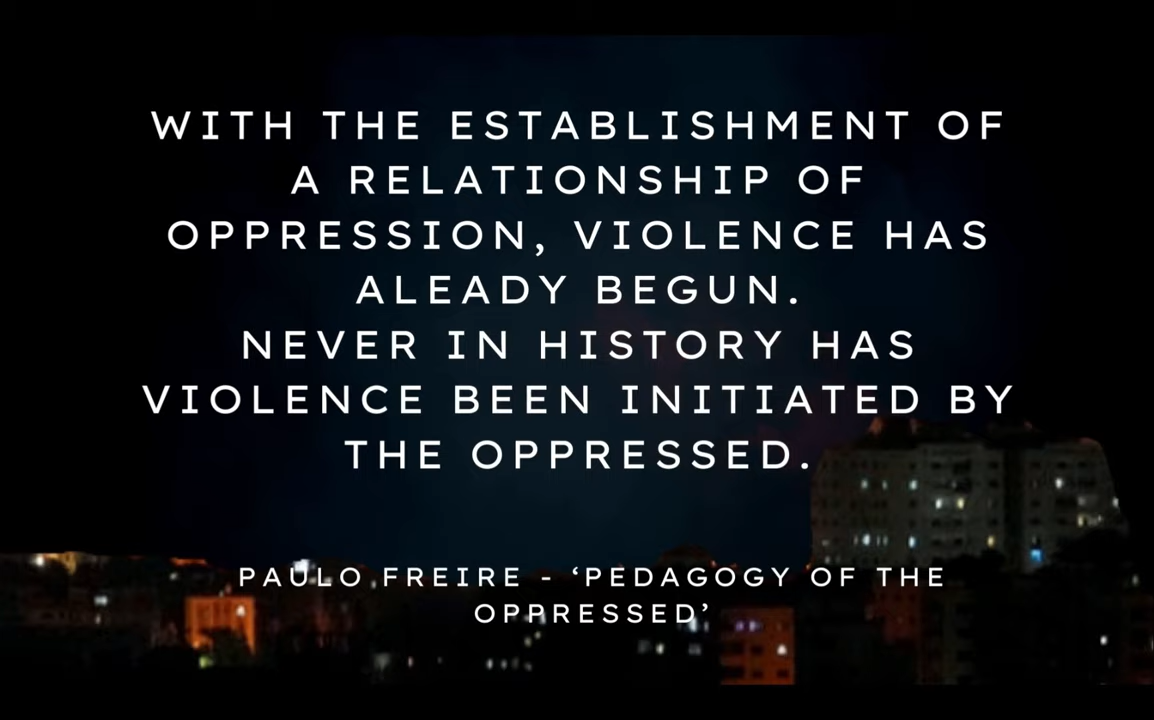 WITH THE ESTABLISHMENT OF
A RELATIONSHIP OF
OPPRESSION, VIOLENCE HAS
ALEADY BEGUN.
NEVER IN HISTORY HAS
VIOLENCE BEEN INITIATED BY
THE OPPRESSED.
PAULO FREIRE - ‘PEDAGOGY OF THE
OPPRESSED’